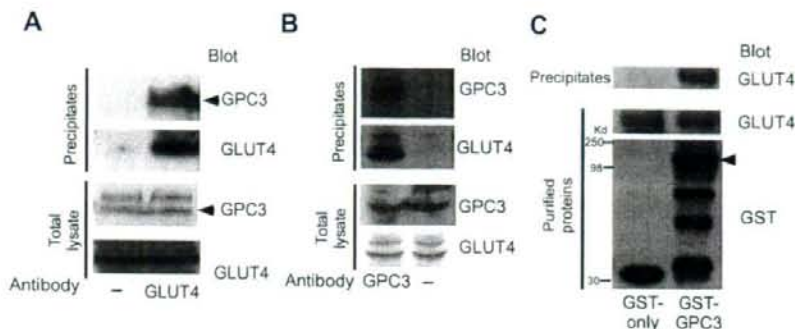 A
Blot
Precipitates
GPC3
GLUT4
Total lysate
GPC3
GLUT4
Antibody – GLUT4
B
Blot
Precipitates
GPC3
GLUT4
Total lysate
GPC3
GLUT4
Antibody GPC3 –
C
Blot
Precipitates
GLUT4
Purified proteins
GLUT4
Kd
250
98
30
GST
GST-only
GST-GPC3